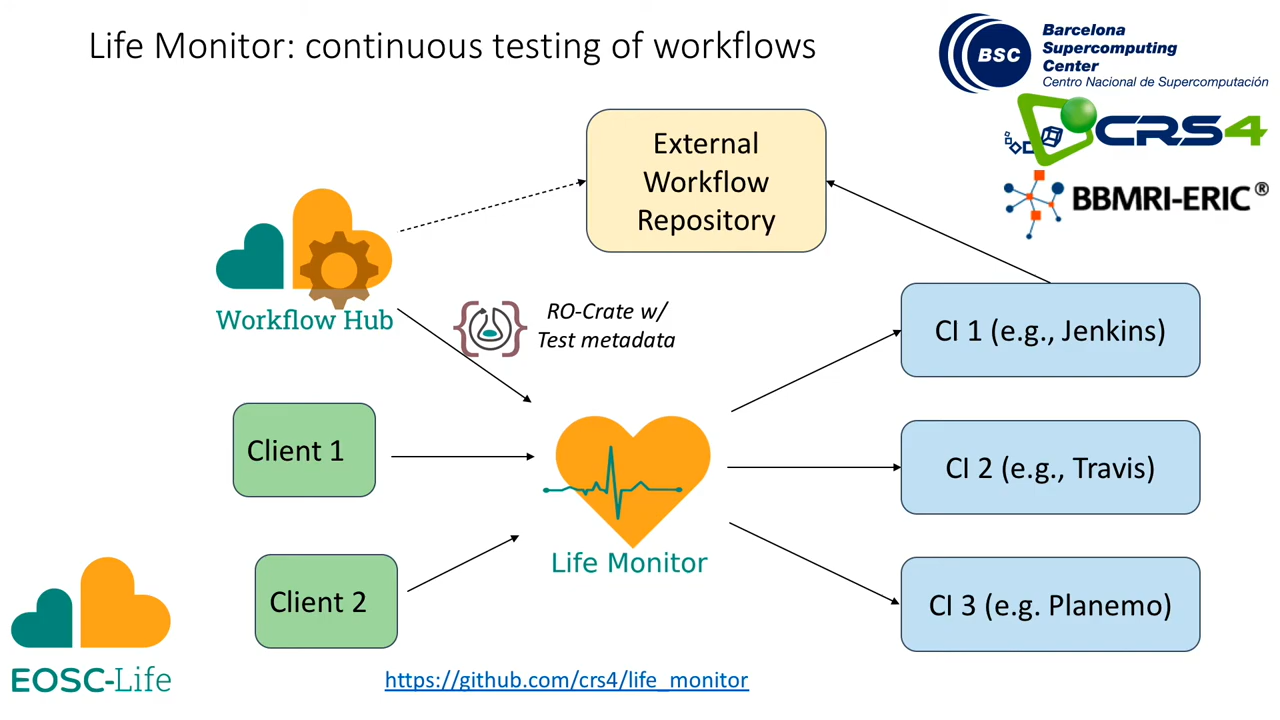 Life Monitor: continuous testing of workflows
BSC
Barcelona
Supercomputing
Center
Centro Nacional de Supercomputación
CRS4
BBMRI-ERIC®
External
Workflow
Repository
Workflow Hub
RO-Crate w/
Test metadata
CI 1 (e.g., Jenkins)
Client 1
CI 2 (e.g., Travis)
Life Monitor
Client 2
CI 3 (e.g. Planemo)
EOSC-Life
https://github.com/crs4/life_monitor